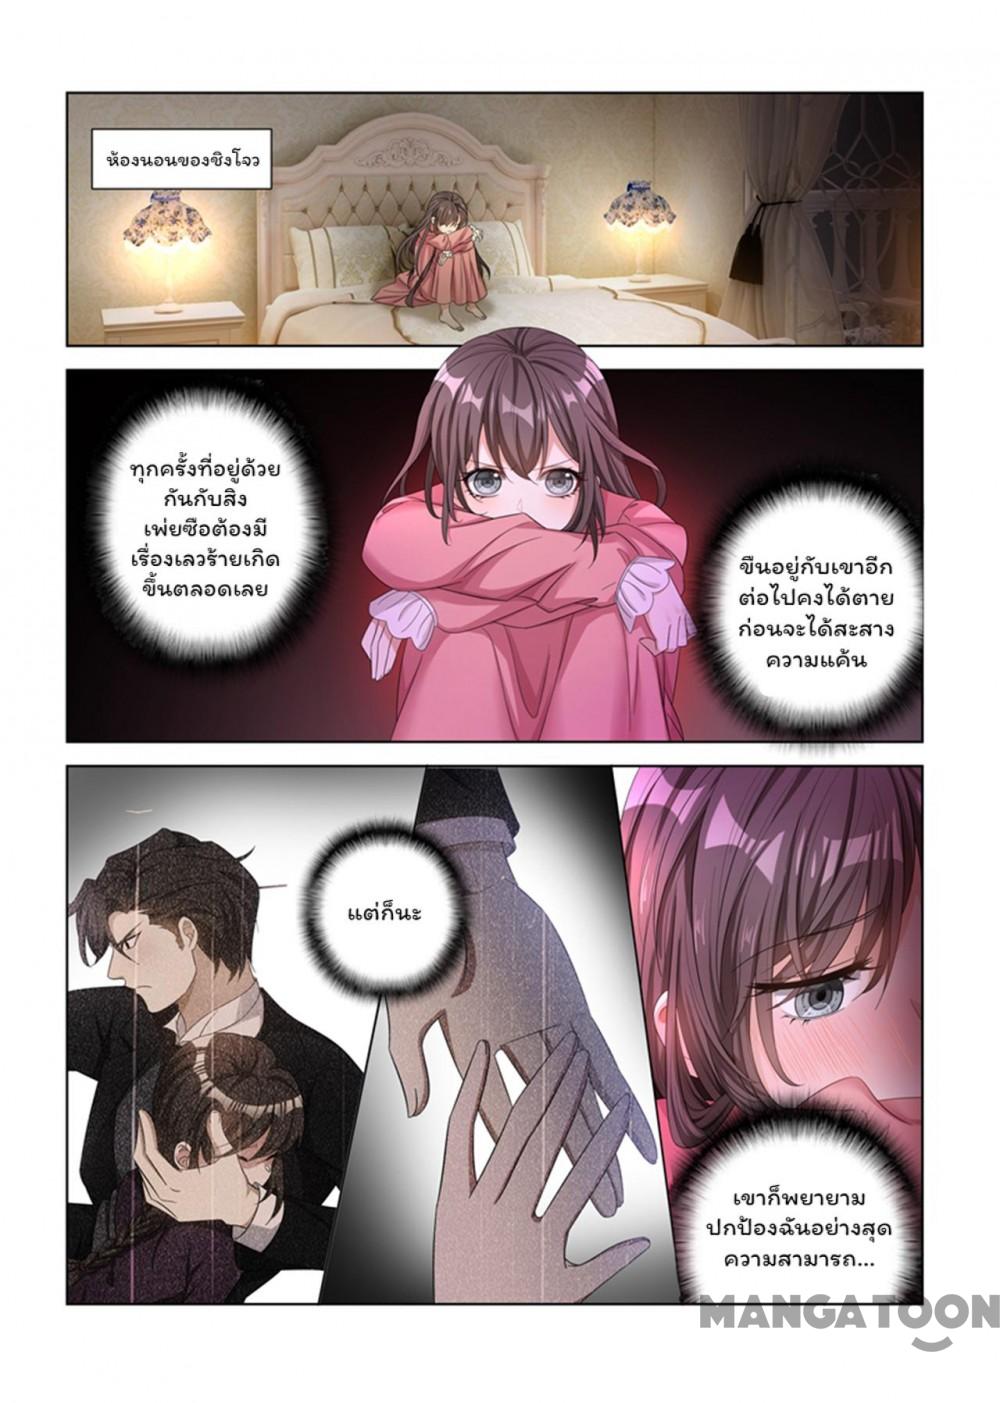 ห้องนอนของชิงโจว
ทุกครั้งที่อยู่ด้วย
กันกับสิง
เพ่ยซือต้องมี
เรื่องเลวร้ายเกิด
ขึ้นตลอดเลย
ขืนอยู่กับเขาอีก
ต่อไปคงได้ตาย
ก่อนจะได้สะสาง
ความแค้น
แต่ก็นะ
เขาก็พยายาม
ปกป้องฉันอย่างสุด
ความสามารถ...
MANGATOON